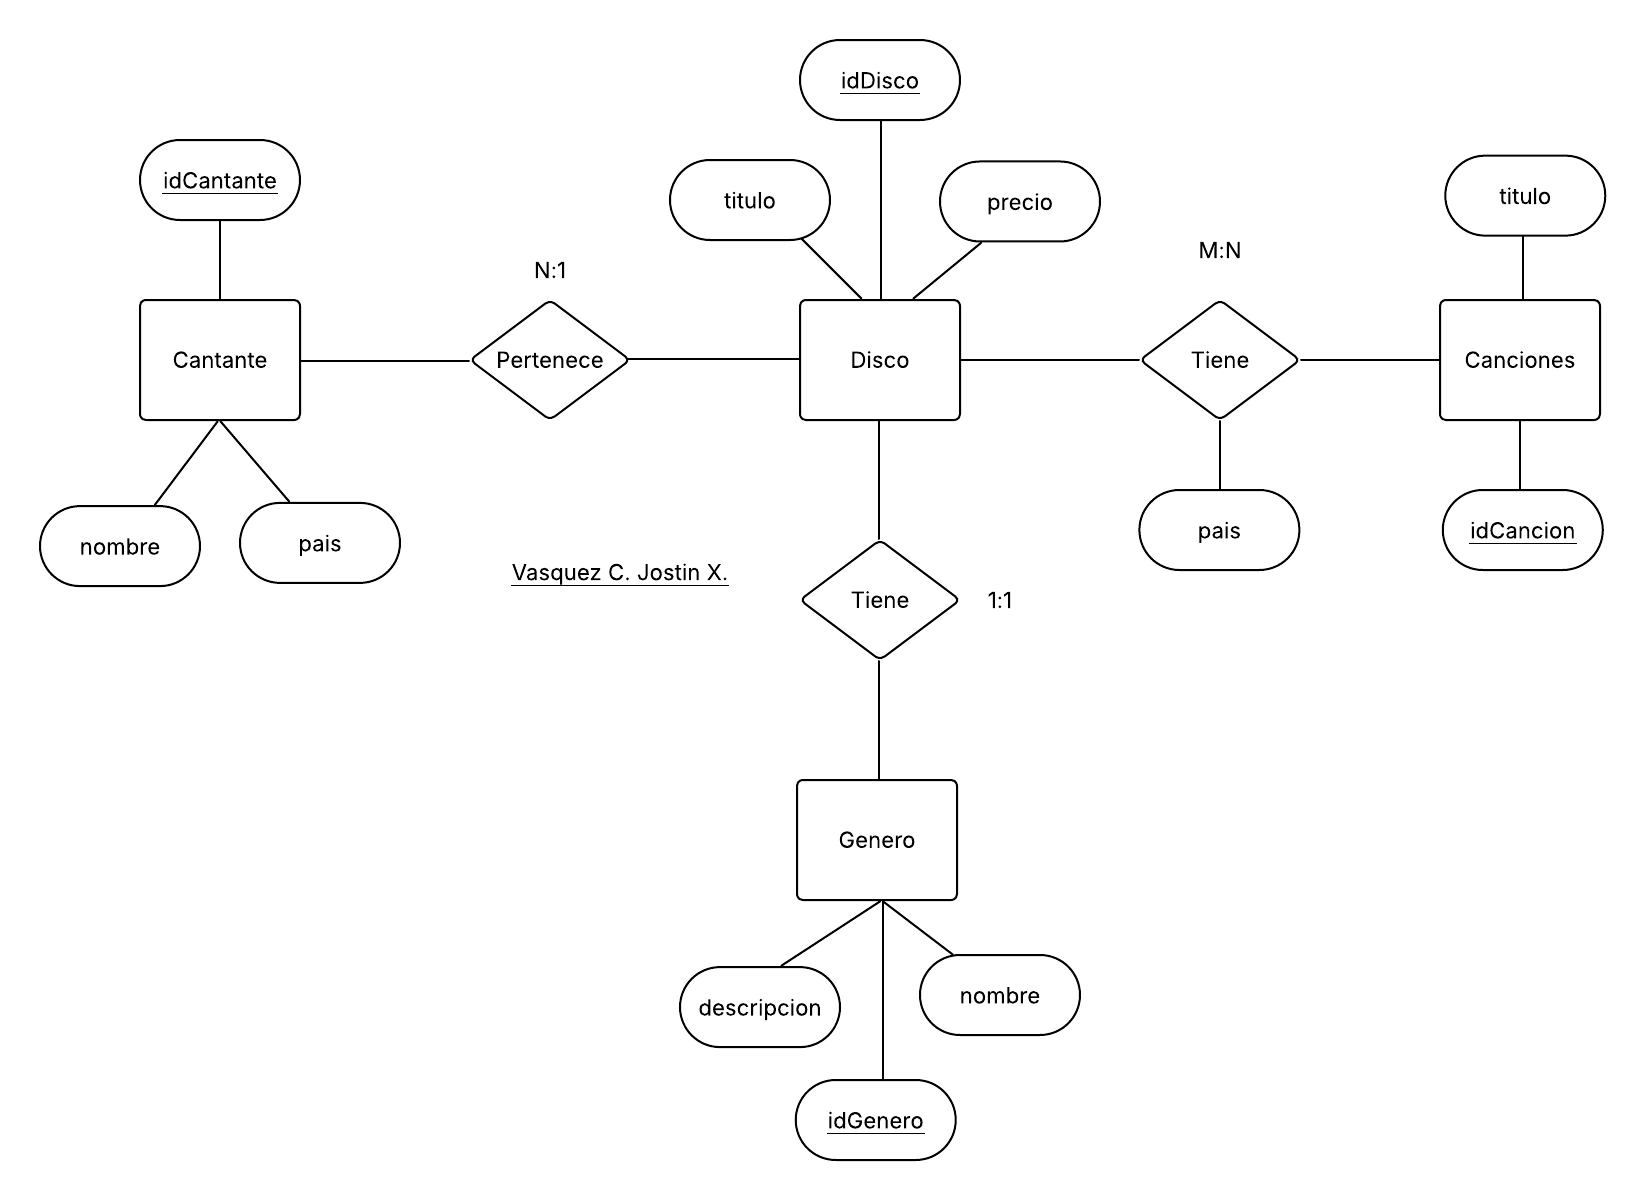 idDisco
idCantante
titulo
precio
titulo
M:N
N:1
Cantante
Pertenece
Disco
Tiene
Canciones
nombre
pais
pais
idCancion
Vasquez C. Jostin X.
Tiene
1:1
Genero
descripcion
nombre
idGenero